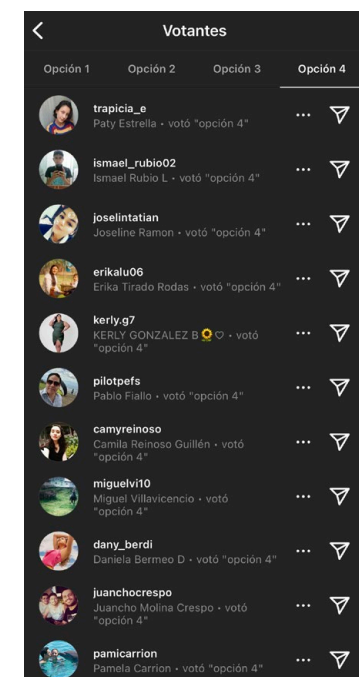 Votantes
Opción 1 Opción 2 Opción 3 Opción 4
trapicia_e
Paty Estrella • votó "opción 4"
ismael_rubio02
Ismael Rubio L • votó "opción 4"
joselintatian
Joseline Ramon • votó "opción 4"
erikalu06
Erika Tirado Rodas • votó "opción 4"
kerly.g7
KERLY GONZALEZ B🌻♡ • votó
"opción 4"
pilotpefs
Pablo Fiallo • votó "opción 4"
camyreinoso
Camila Reinoso Guillén • votó
"opción 4"
miguelvi10
Miguel Villavicencio • votó
"opción 4"
dany_berdi
Daniela Bermeo D • votó "opción 4"
juanchocrespo
Juancho Molina Crespo • votó
"opción 4"
pamicarrion
Pamela Carrion • votó "opción 4"